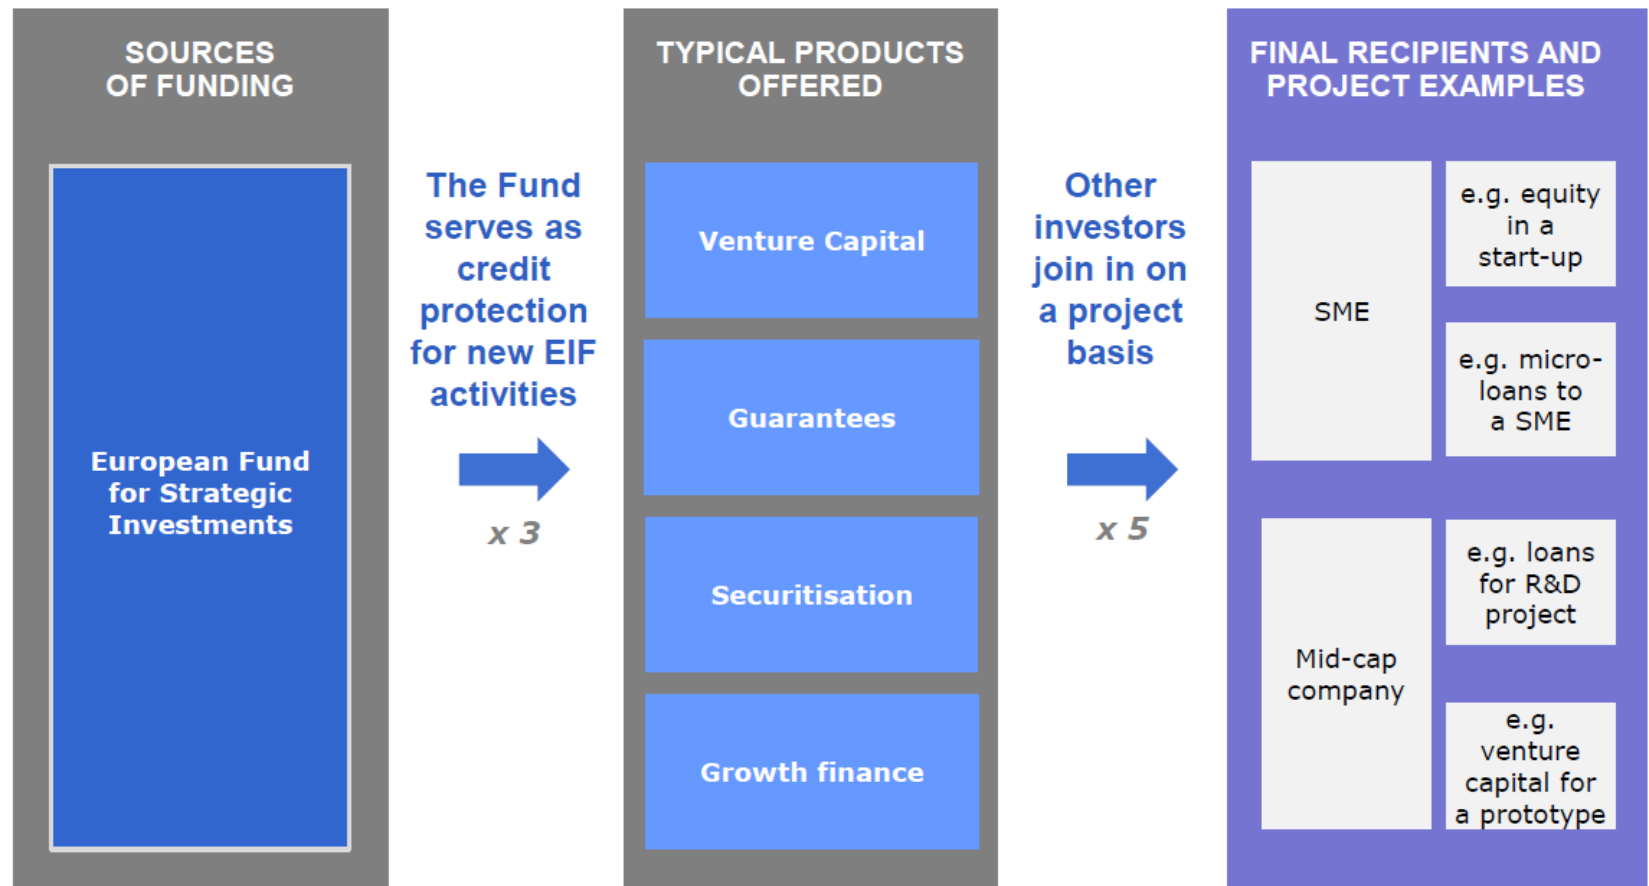 SOURCES
OF FUNDING
European Fund
for Strategic
Investments
The Fund
serves as
credit
protection
for new EIF
activities
x 3
TYPICAL PRODUCTS
OFFERED
Venture Capital
Guarantees
Securitisation
Growth finance
Other
investors
join in on
a project
basis
x 5
FINAL RECIPIENTS AND
PROJECT EXAMPLES
SME
e.g. equity
in a
start-up
e.g. micro-
loans to
a SME
Mid-cap
company
e.g. loans
for R&D
project
e.g.
venture
capital for
a prototype